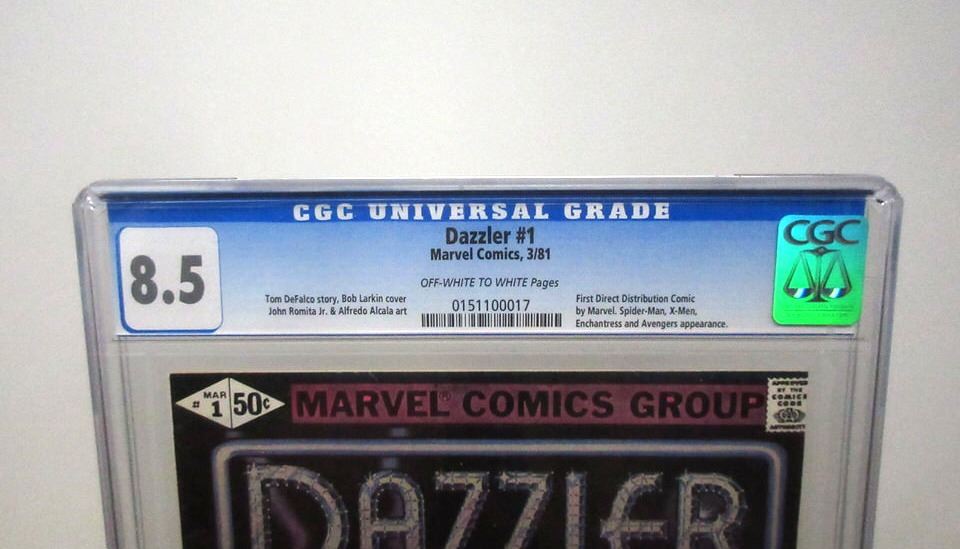 CGC UNIVERSAL GRADE
8.5
Dazzler #1
Marvel Comics, 3/81
OFF-WHITE TO WHITE Pages
Tom DeFalco story, Bob Larkin cover
John Romita Jr. & Alfredo Alcala art
0151100017
First Direct Distribution Comic
by Marvel. Spider-Man, X-Men,
Enchantress and Avengers appearance.
CGC
MAR
# 1
50¢
MARVEL® COMICS GROUP
APPROVED
BY THE
COMICS
CODE
AUTHORITY
DAZZLER